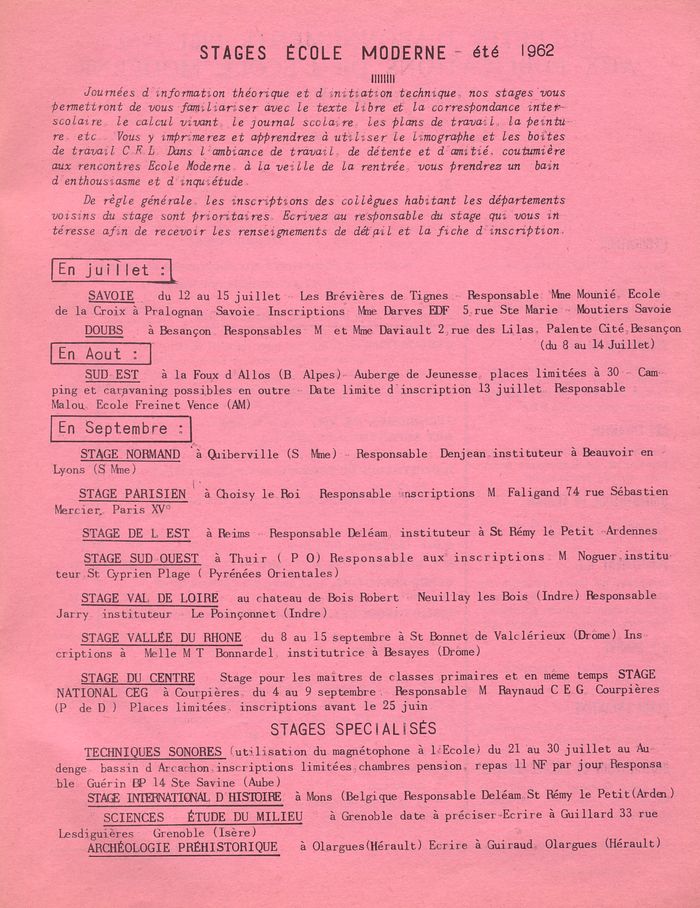 STAGES ÉCOLE MODERNE - été 1962
Journées d'information théorique et d'initiation technique, nos stages vous
permettront de vous familiariser avec le texte libre et la correspondance inter-
scolaire, le calcul vivant, le journal scolaire, les plans de travail, la peintu
re, etc Vous y imprimerez et apprendrez à utiliser le limographe et les boites
de travail C.E.L. Dans l'ambiance de travail, de détente et d'amitié, coutumière
aux rencontres Ecole Moderne, à la veille de la rentrée, vous prendrez un bain
d'enthousiasme et d'inquiétude.
De règle générale, les inscriptions des collègues habitant les départements
voisins du stage sont prioritaires. Ecrivez au responsable du stage qui vous in
téresse afin de recevoir les renseignements de détail et la fiche d'inscription.
En juillet :
SAVOIE du 12 au 15 juillet - Les Brévières de Tignes - Responsable Mme Mounié, Ecole
de la Croix à Pralognan Savoie. Inscriptions Mme Darves EDF 5, rue Ste Marie - Moutiers Savoie
DOUBS à Besançon Responsables M et Mme Daviault 2, rue des Lilas, Palente Cité, Besançon
(du 8 au 14 Juillet)
En Aout :
SUD EST à la Foux d'Allos (B Alpes)- Auberge de Jeunesse, places limitées à 30 - Cam-
ping et caravaning possibles en outre - Date limite d'inscription 13 juillet Responsable
Malou, Ecole Freinet Vence (AM)
En Septembre :
STAGE NORMAND à Quiberville (S Mme) - Responsable Denjean instituteur à Beauvoir en
Lyons (S Mme)
STAGE PARISIEN à Choisy le Roi Responsable inscriptions M. Faligand 74 rue Sébastien
Mercier, Paris XV°
STAGE DE L EST à Reims - Responsable Deléam, instituteur à St Rémy le Petit -Ardennes
STAGE SUD OUEST à Thuir ( P O) Responsable aux inscriptions M Noguer, institu
teur St Cyprien Plage ( Pyrénées Orientales)
STAGE VAL DE LOIRE au chateau de Bois Robert - Neuillay les Bois (Indre) Responsable
Jarry instituteur - Le Poinçonnet (Indre)
STAGE VALLÉE DU RHONE du 8 au 15 septembre à St Bonnet de Valclérieux (Drome) Ins
criptions à Melle M T Bonnardel, institutrice à Besayes (Drome)
STAGE DU CENTRE Stage pour les maitres de classes primaires et en même temps STAGE
NATIONAL CEG à Courpières, du 4 au 9 septembre Responsable M Raynaud C E G Courpières
(P de D ) Places limitées, inscriptions avant le 25 juin
STAGES SPECIALISÉS
TECHNIQUES SONORES (utilisation du magnétophone à l'Ecole) du 21 au 30 juillet au Au
denge bassin d Arcachon, inscriptions limitées, chambres pension, repas 11 NF par jour, Responsa
ble Guérin BP 14 Ste Savine (Aube)
STAGE INTERNATIONAL D'HISTOIRE à Mons (Belgique Responsable Deléam, St Rémy le Petit (Arden)
SCIENCES ÉTUDE DU MILIEU à Grenoble date à préciser-Ecrire à Guillard 33 rue
Lesdiguières Grenoble (Isère)
ARCHÉOLOGIE PRÉHISTORIQUE à Olargues(Hérault) Ecrire à Guiraud, Olargues (Hérault)